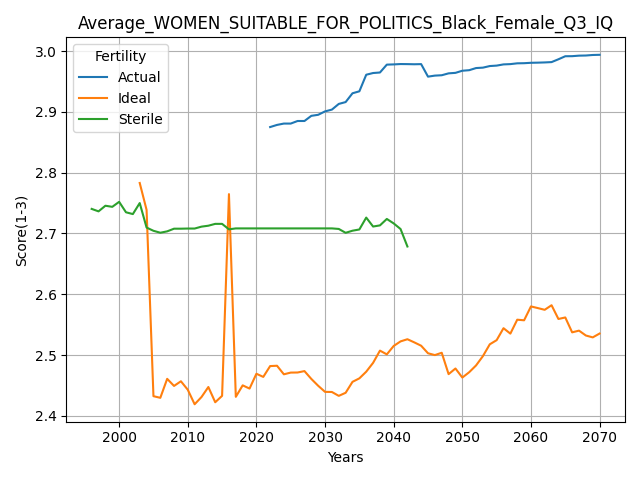 Average_WOMEN_SUITABLE_FOR_POLITICS_Black_Female_Q3_IQ
Fertility
Actual
Ideal
Sterile
Score(1-3)
3.0
2.9
2.8
2.7
2.6
2.5
2.4
2000 2010 2020 2030 2040 2050 2060 2070
Years